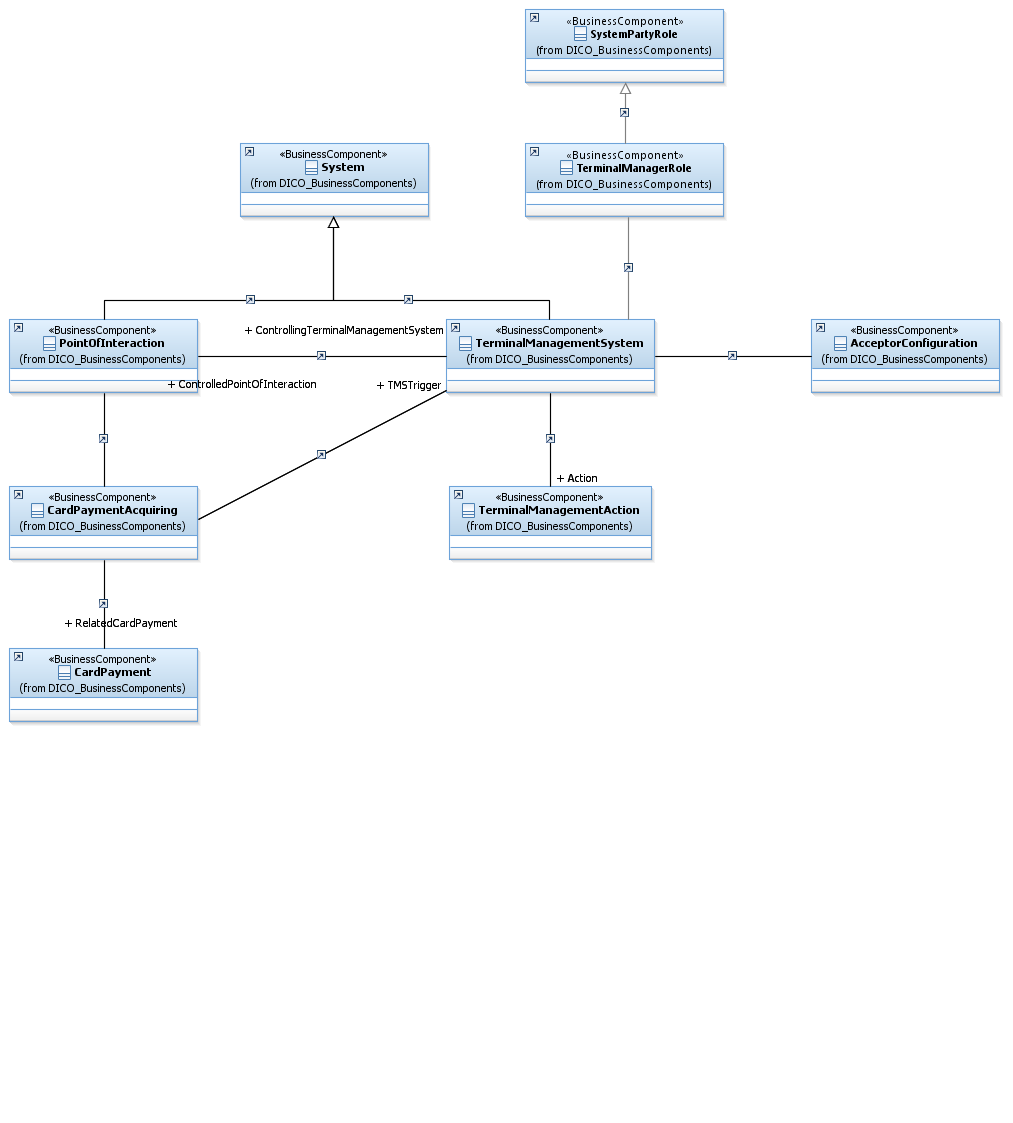 «BusinessComponent»
SystemPartyRole
(from DICO_BusinessComponents)
«BusinessComponent»
System
(from DICO_BusinessComponents)
«BusinessComponent»
TerminalManagerRole
(from DICO_BusinessComponents)
«BusinessComponent»
PointOfInteraction
(from DICO_BusinessComponents)
+ ControllingTerminalManagementSystem
«BusinessComponent»
TerminalManagementSystem
(from DICO_BusinessComponents)
«BusinessComponent»
AcceptorConfiguration
(from DICO_BusinessComponents)
+ ControlledPointOfInteraction
+ TMSTrigger
+ Action
«BusinessComponent»
CardPaymentAcquiring
(from DICO_BusinessComponents)
«BusinessComponent»
TerminalManagementAction
(from DICO_BusinessComponents)
+ RelatedCardPayment
«BusinessComponent»
CardPayment
(from DICO_BusinessComponents)